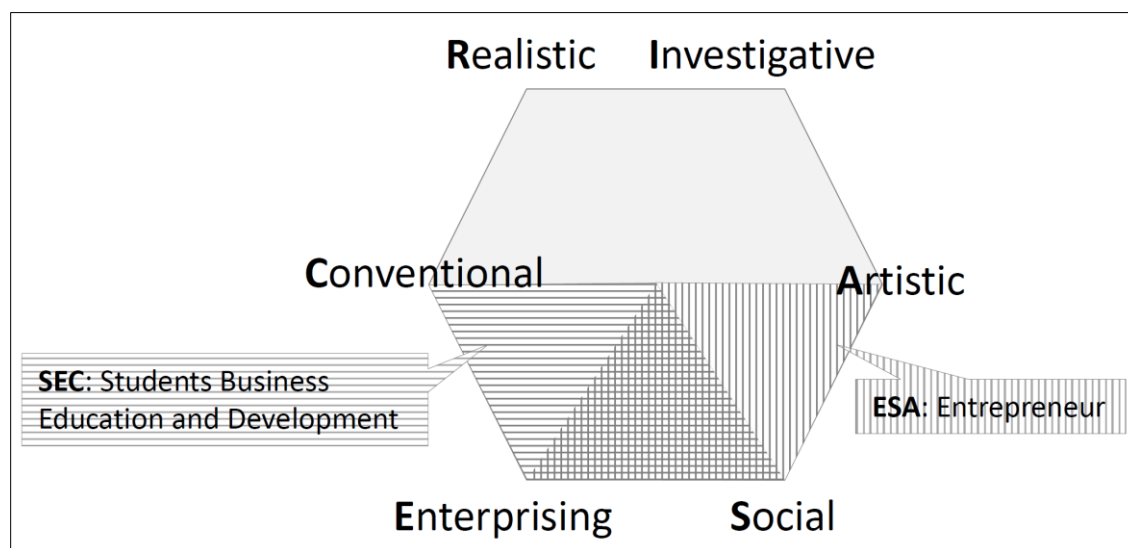 Realistic Investigative
Conventional
Artistic
SEC: Students Business
Education and Development
ESA: Entrepreneur
Enterprising
Social